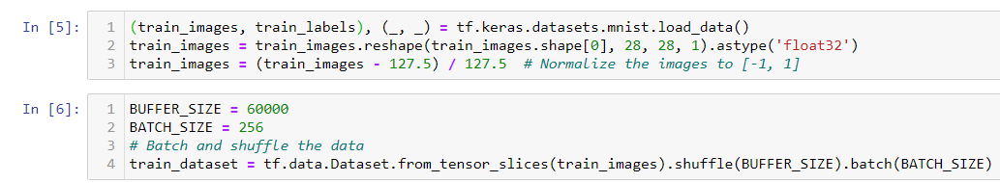 In [5]:
1 (train_images, train_labels), (_, _) = tf.keras.datasets.mnist.load_data()
2 train_images = train_images.reshape(train_images.shape[0], 28, 28, 1).astype('float32')
3 train_images = (train_images - 127.5) / 127.5  # Normalize the images to [-1, 1]
In [6]:
1 BUFFER_SIZE = 60000
2 BATCH_SIZE = 256
3 # Batch and shuffle the data
4 train_dataset = tf.data.Dataset.from_tensor_slices(train_images).shuffle(BUFFER_SIZE).batch(BATCH_SIZE)